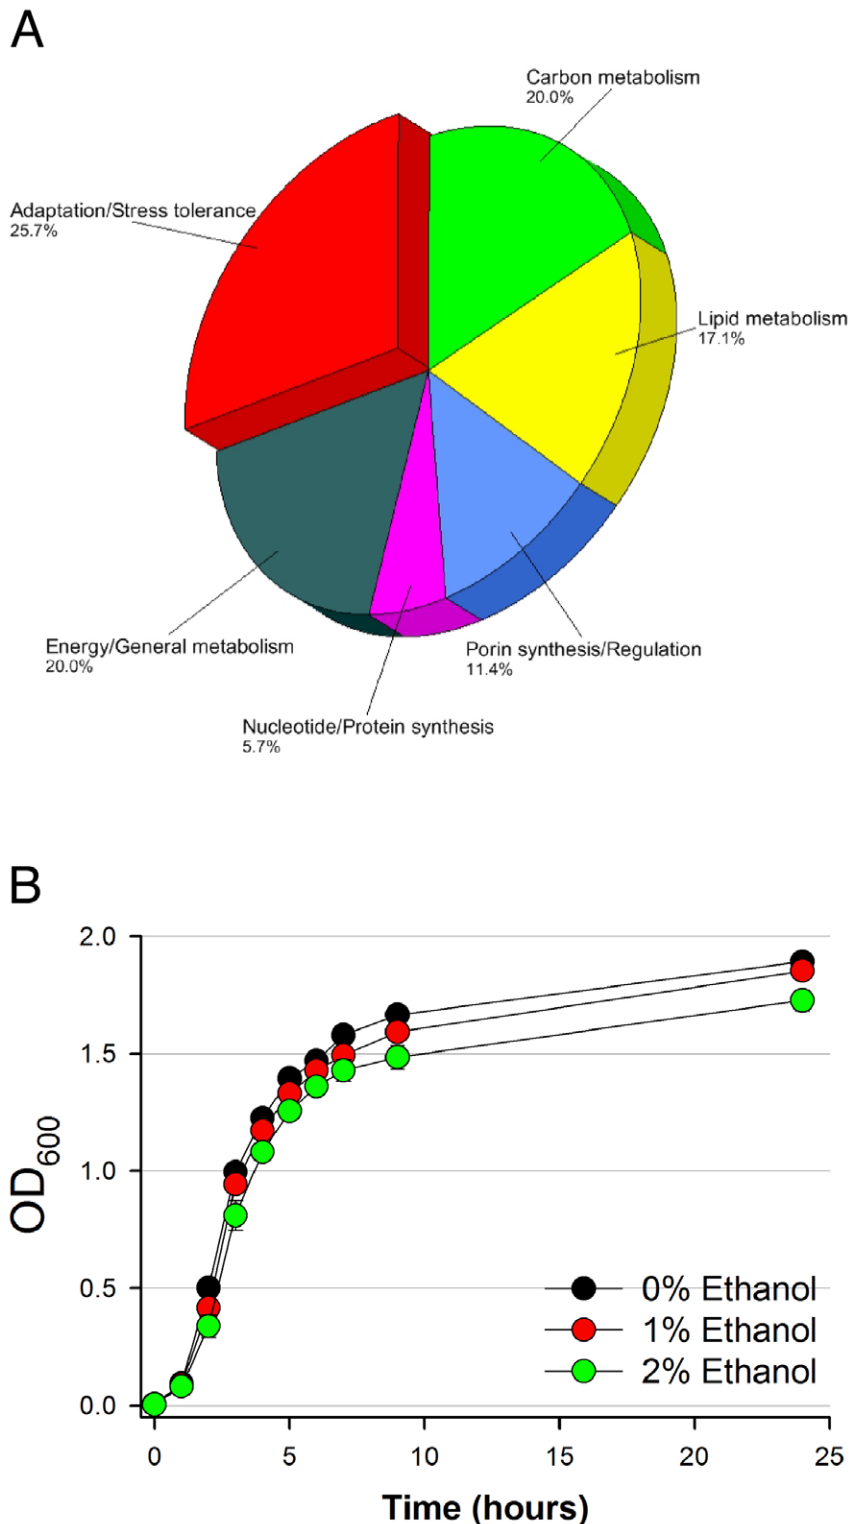 A
Carbon metabolism
20.0%
Adaptation/Stress tolerance
25.7%
Lipid metabolism
17.1%
Energy/General metabolism
20.0%
Porin synthesis/Regulation
11.4%
Nucleotide/Protein synthesis
5.7%
B
2.0
1.5
1.0
0.5
0.0
OD600
0% Ethanol
1% Ethanol
2% Ethanol
0 5 10 15 20 25
Time (hours)